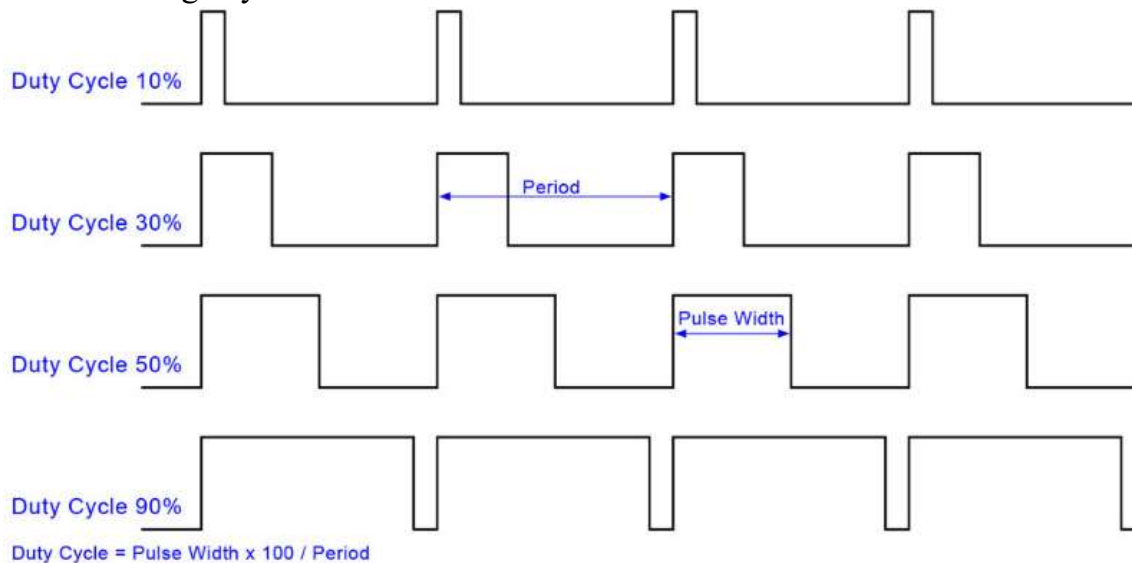 Duty Cycle 10%
Duty Cycle 30%
Period
Duty Cycle 50%
Pulse Width
Duty Cycle 90%
Duty Cycle = Pulse Width x 100 / Period